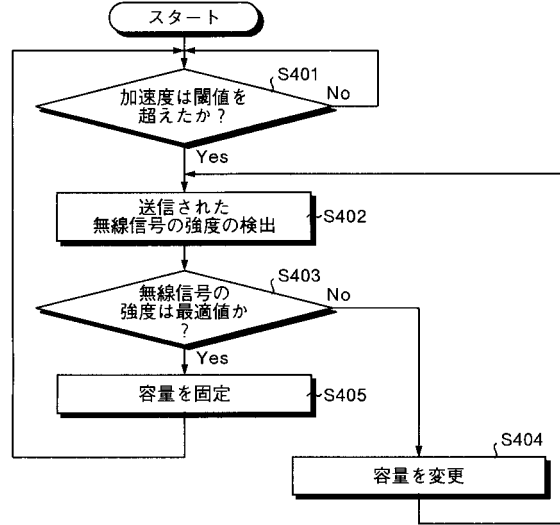 スタート
S401
加速度は閾値を
超えたか？
No
Yes
送信された
無線信号の強度の検出
S402
S403
無線信号の
強度は最適値か
？
No
Yes
容量を固定
S405
S404
容量を変更